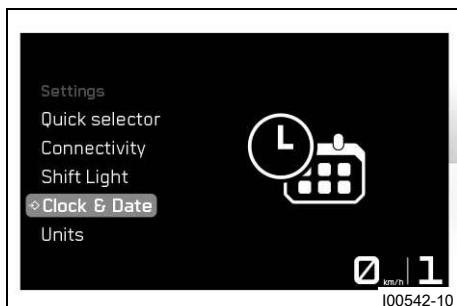 Settings
Quick selector
Connectivity
Shift Light
Clock & Date
Units
0 km/h 1
I00542-10